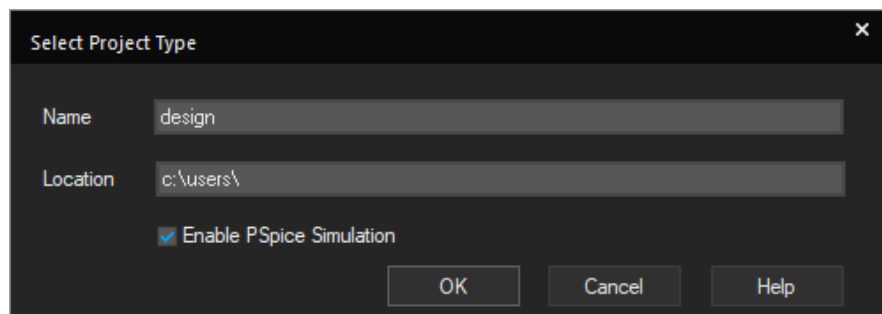 Select Project Type
Name design
Location c:\users\
Enable PSpice Simulation
OK Cancel Help